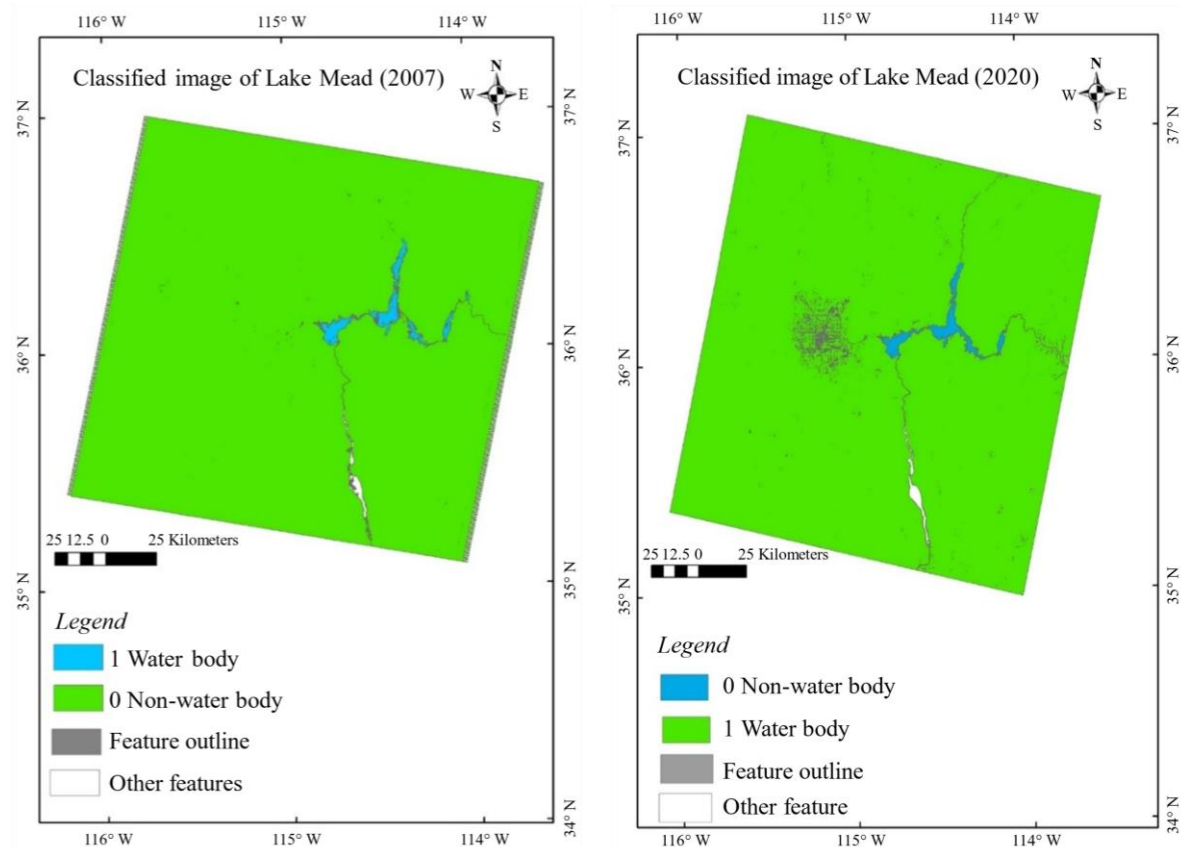 116° W 115° W 114° W
Classified image of Lake Mead (2007)
N
W E
S
37° N 37° N
36° N 36° N
35° N 35° N
34° N
25 12.5 0 25 Kilometers
Legend
1 Water body
0 Non-water body
Feature outline
Other features
116° W 115° W 114° W
116° W 115° W 114° W
Classified image of Lake Mead (2020)
N
W E
S
37° N 37° N
36° N 36° N
35° N 35° N
34° N
25 12.5 0 25 Kilometers
Legend
0 Non-water body
1 Water body
Feature outline
Other feature
116° W 115° W 114° W